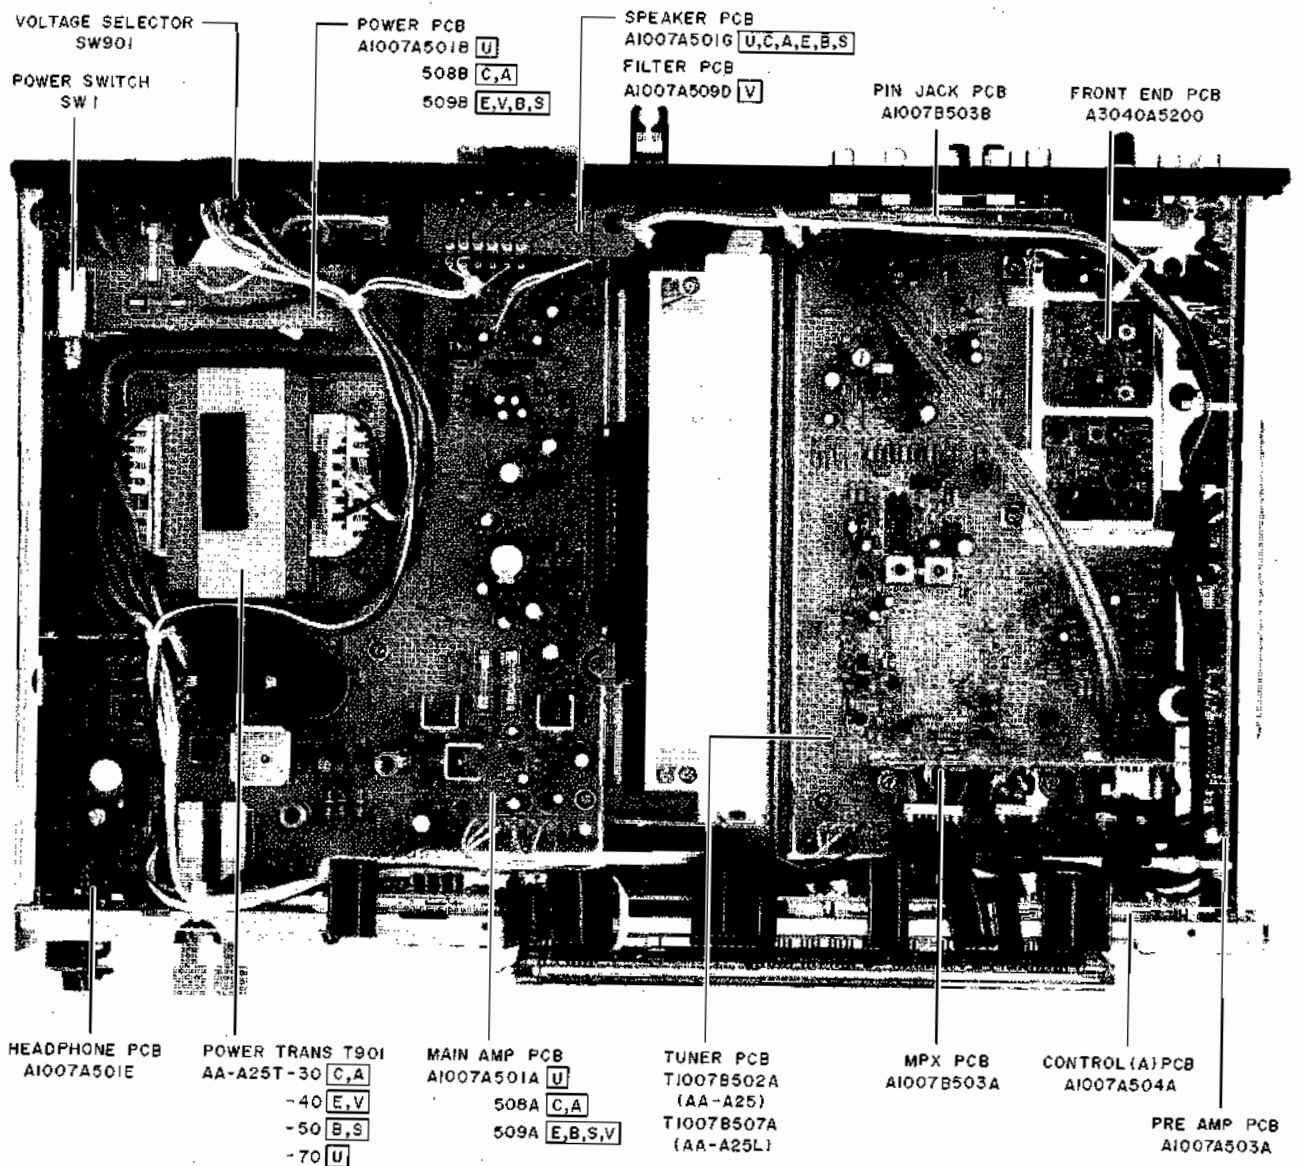 VOLTAGE SELECTOR
SW901
POWER SWITCH
SW1
POWER PCB
A1007A501B U
508B C,A
509B E,V,B,S
SPEAKER PCB
A1007A501G U,C,A,E,B,S
FILTER PCB
A1007A509D V
PIN JACK PCB
A1007B503B
FRONT END PCB
A3040A5200
HEADPHONE PCB
A1007A501E
POWER TRANS T901
AA-A25T-30 C,A
-40 E,V
-50 B,S
-70 U
MAIN AMP PCB
A1007A501A U
508A C,A
509A E,B,S,V
TUNER PCB
T1007B502A
(AA-A25)
T1007B507A
(AA-A25L)
MPX PCB
A1007B503A
CONTROL(A)PCB
A1007A504A
PRE AMP PCB
A1007A503A